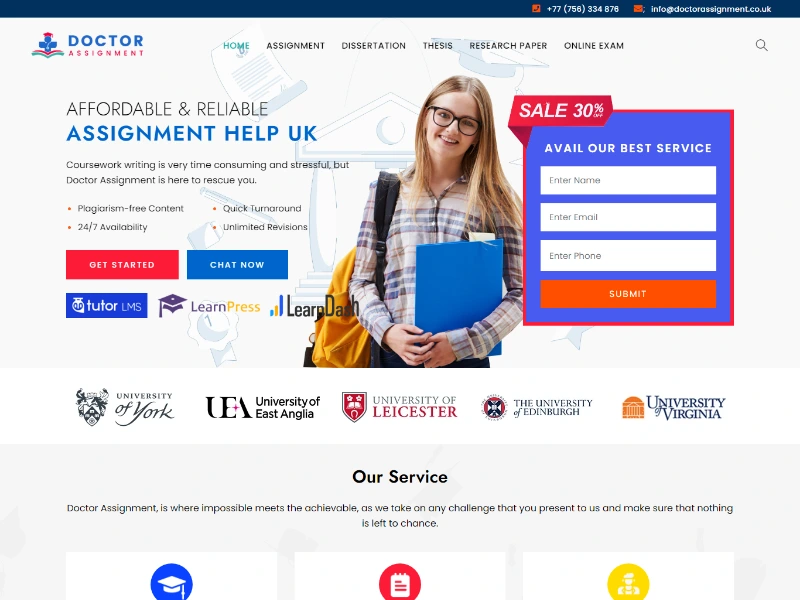 +77 (756) 334 876 info@doctorassignment.co.uk
DOCTOR
ASSIGNMENT
HOME ASSIGNMENT DISSERTATION THESIS RESEARCH PAPER ONLINE EXAM
AFFORDABLE & RELIABLE
ASSIGNMENT HELP UK
Coursework writing is very time consuming and stressful, but
Doctor Assignment is here to rescue you.
Plagiarism-free Content
Quick Turnaround
24/7 Availability
Unlimited Revisions
GET STARTED
CHAT NOW
tutor LMS
LearnPress
LearnDash
SALE 30% OFF
AVAIL OUR BEST SERVICE
Enter Name
Enter Email
Enter Phone
SUBMIT
UNIVERSITY
of York
University of
East Anglia
UEA
UNIVERSITY OF
LEICESTER
THE UNIVERSITY
of EDINBURGH
UNIVERSITY
of VIRGINIA
Our Service
Doctor Assignment, is where impossible meets the achievable, as we take on any challenge that you present to us and make sure that nothing
is left to chance.